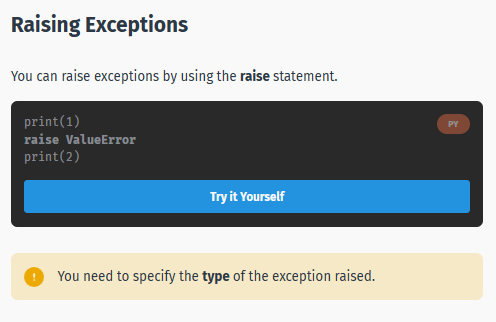 Raising Exceptions
You can raise exceptions by using the raise statement.
print(1)
PY
raise ValueError
print(2)
Try it Yourself
! You need to specify the type of the exception raised.